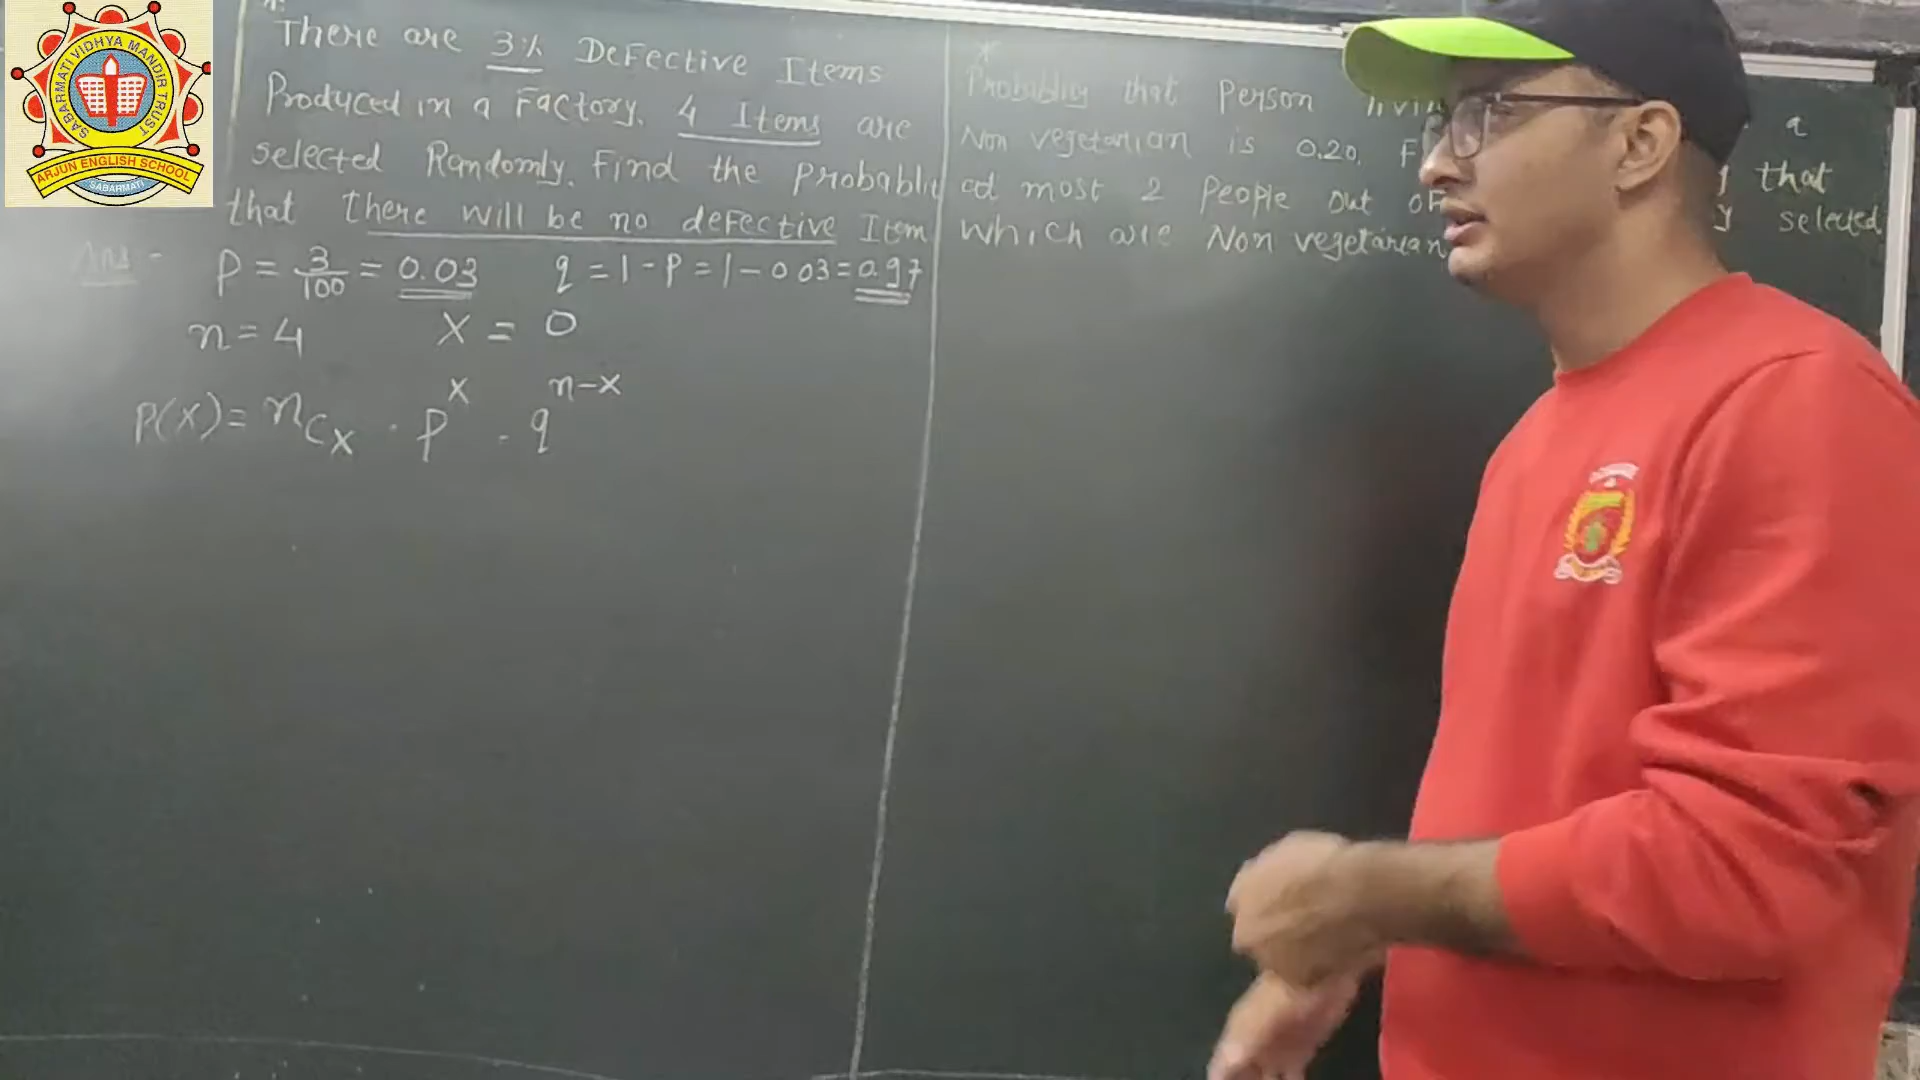 SABARMATI VIDHYA MANDIR TRUST
ARJUN ENGLISH SCHOOL
SABARMATI
There are 3% Defective Items
Produced in a Factory. 4 Items are
selected Randomly. Find the Probablit
that there will be no defective Item
Ans -
p = 3/100 = 0.03 q = 1 - p = 1 - 0.03 = 0.97
n = 4 X = 0
P(X) = nCx · p^x · q^n-x
Probablity that Person a
Non vegetarian is 0.20. that
at most 2 People out OF selected
Which are Non vegetarian